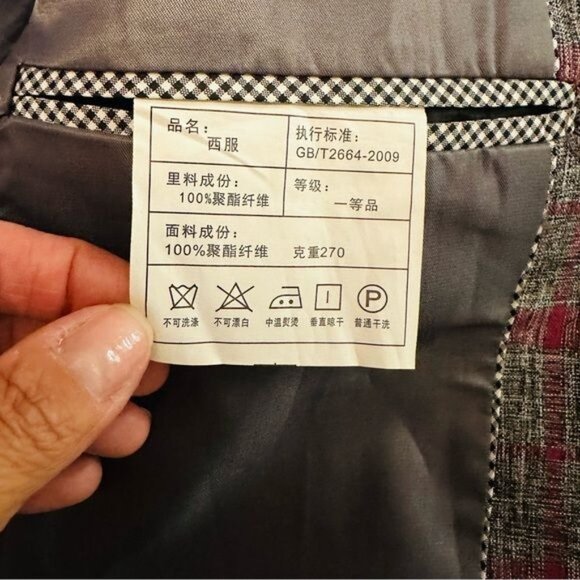 品名：
西服
执行标准：
GB/T2664-2009
里料成份：
100%聚酯纤维
等级：
一等品
面料成份：
100%聚酯纤维 克重270
P
不可洗涤 不可漂白 中温熨烫 垂直晾干 普通干洗